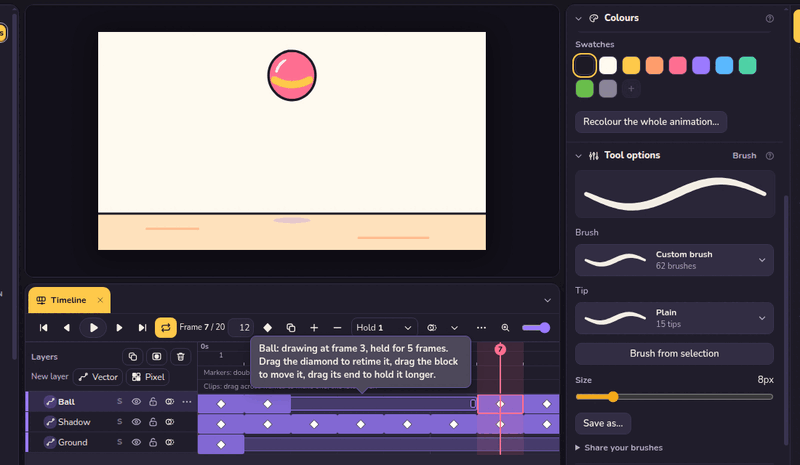 Colours
Swatches
Recolour the whole animation...
Tool options
Brush
Brush
Custom brush
62 brushes
Tip
Plain
15 tips
Brush from selection
Size
8px
Save as...
Share your brushes
Timeline
Frame 7 / 20
12
Hold 1
Layers
New layer
Vector
Pixel
0s
1
7
Ball: drawing at frame 3, held for 5 frames.
Drag the diamond to retime it, drag the block
to move it, drag its end to hold it longer.
Markers: doub
Clips: drag acr
Ball
S
Shadow
S
Ground
S